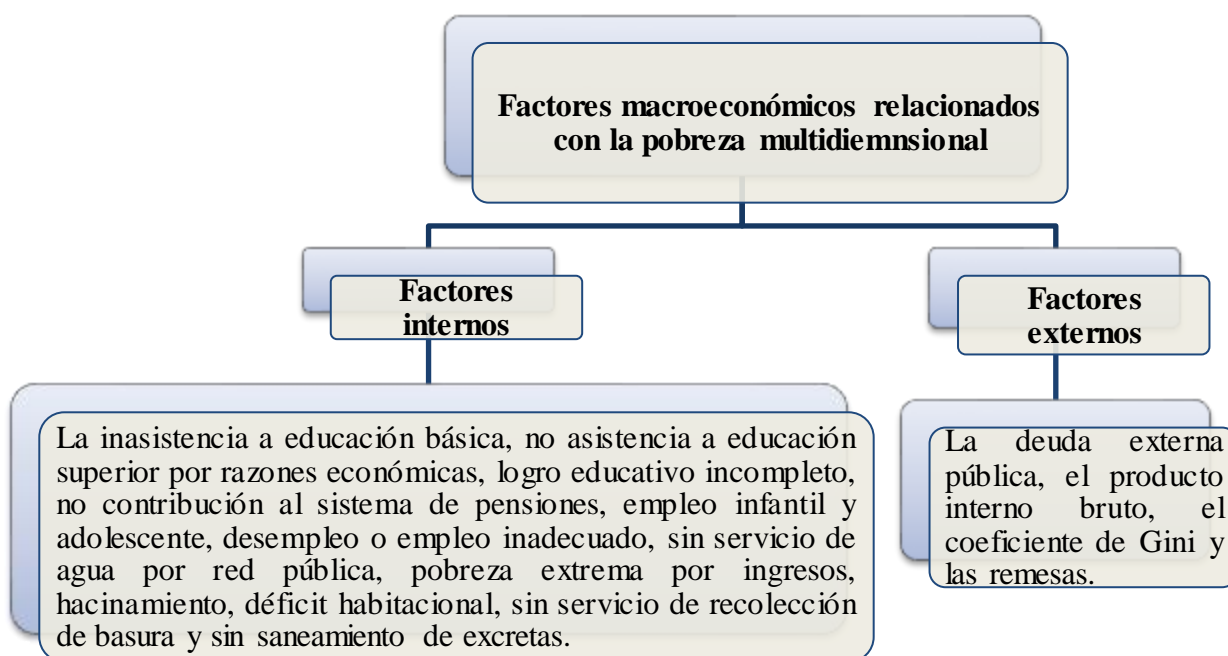 Factores macroeconómicos relacionados
con la pobreza multidiemnsional
Factores
internos
Factores
externos
La inasistencia a educación básica, no asistencia a educación
superior por razones económicas, logro educativo incompleto,
no contribución al sistema de pensiones, empleo infantil y
adolescente, desempleo o empleo inadecuado, sin servicio de
agua por red pública, pobreza extrema por ingresos,
hacinamiento, déficit habitacional, sin servicio de recolección
de basura y sin saneamiento de excretas.
La deuda externa
pública, el producto
interno bruto, el
coeficiente de Gini y
las remesas.